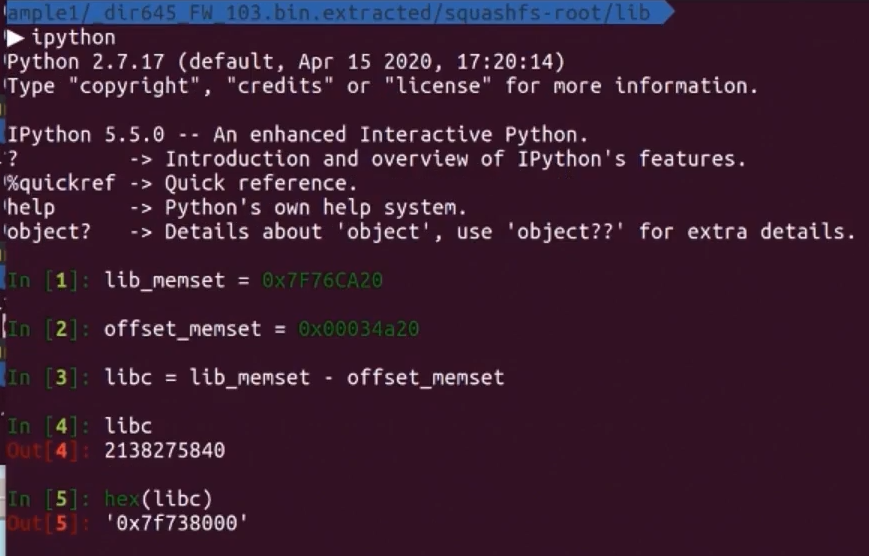 ample1/_dir645_FW_103.bin.extracted/squashfs-root/lib
▶ ipython
Python 2.7.17 (default, Apr 15 2020, 17:20:14)
Type "copyright", "credits" or "license" for more information.
IPython 5.5.0 -- An enhanced Interactive Python.
? -> Introduction and overview of IPython's features.
%quickref -> Quick reference.
help -> Python's own help system.
object? -> Details about 'object', use 'object??' for extra details.
In [1]: lib_memset = 0x7F76CA20
In [2]: offset_memset = 0x00034a20
In [3]: libc = lib_memset - offset_memset
In [4]: libc
Out[4]: 2138275840
In [5]: hex(libc)
Out[5]: '0x7f738000'